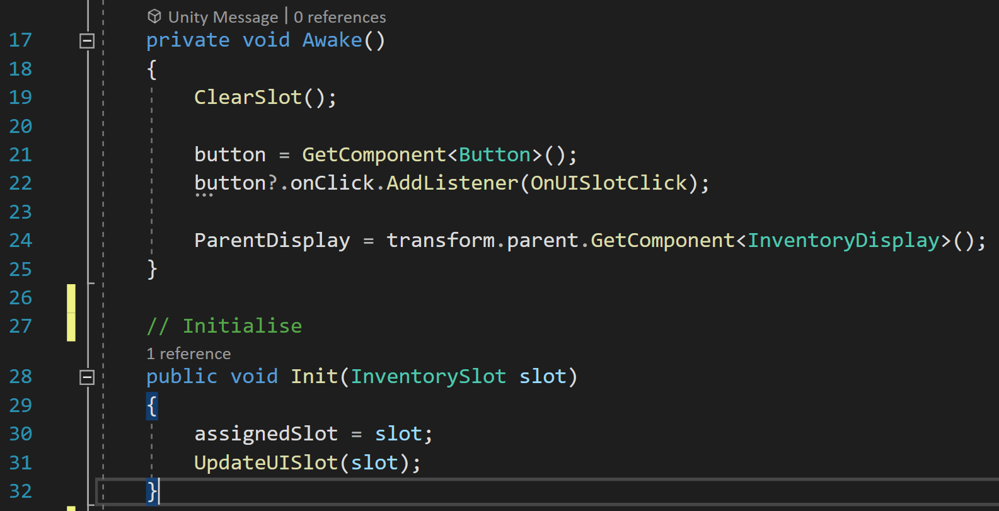 Unity Message | 0 references
17 private void Awake()
18 {
19 ClearSlot();
20
21 button = GetComponent<Button>();
22 button?.onClick.AddListener(OnUISlotClick);
23
24 ParentDisplay = transform.parent.GetComponent<InventoryDisplay>();
25 }
26
27 // Initialise
1 reference
28 public void Init(InventorySlot slot)
29 {
30 assignedSlot = slot;
31 UpdateUISlot(slot);
32 }